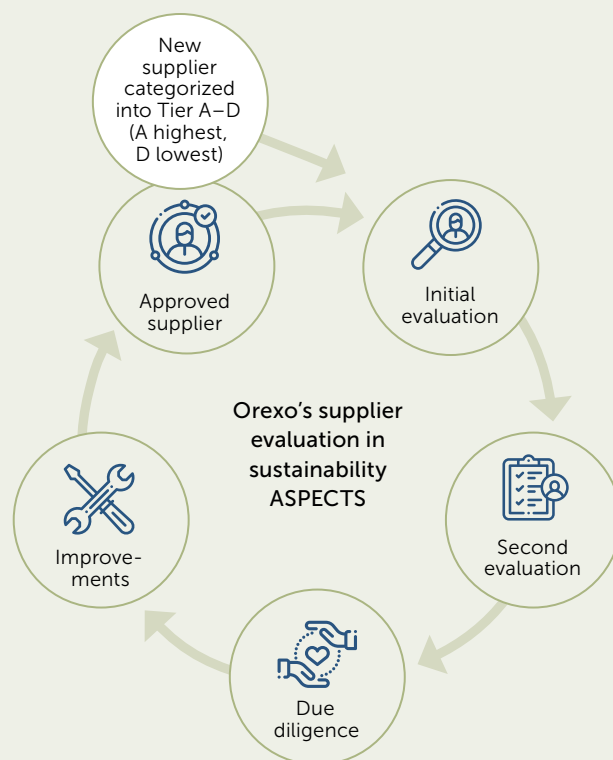 New
supplier
categorized
into Tier A–D
(A highest,
D lowest)
Approved
supplier
Initial
evaluation
Orexo's supplier
evaluation in
sustainability
ASPECTS
Second
evaluation
Due
diligence
Improve-
ments